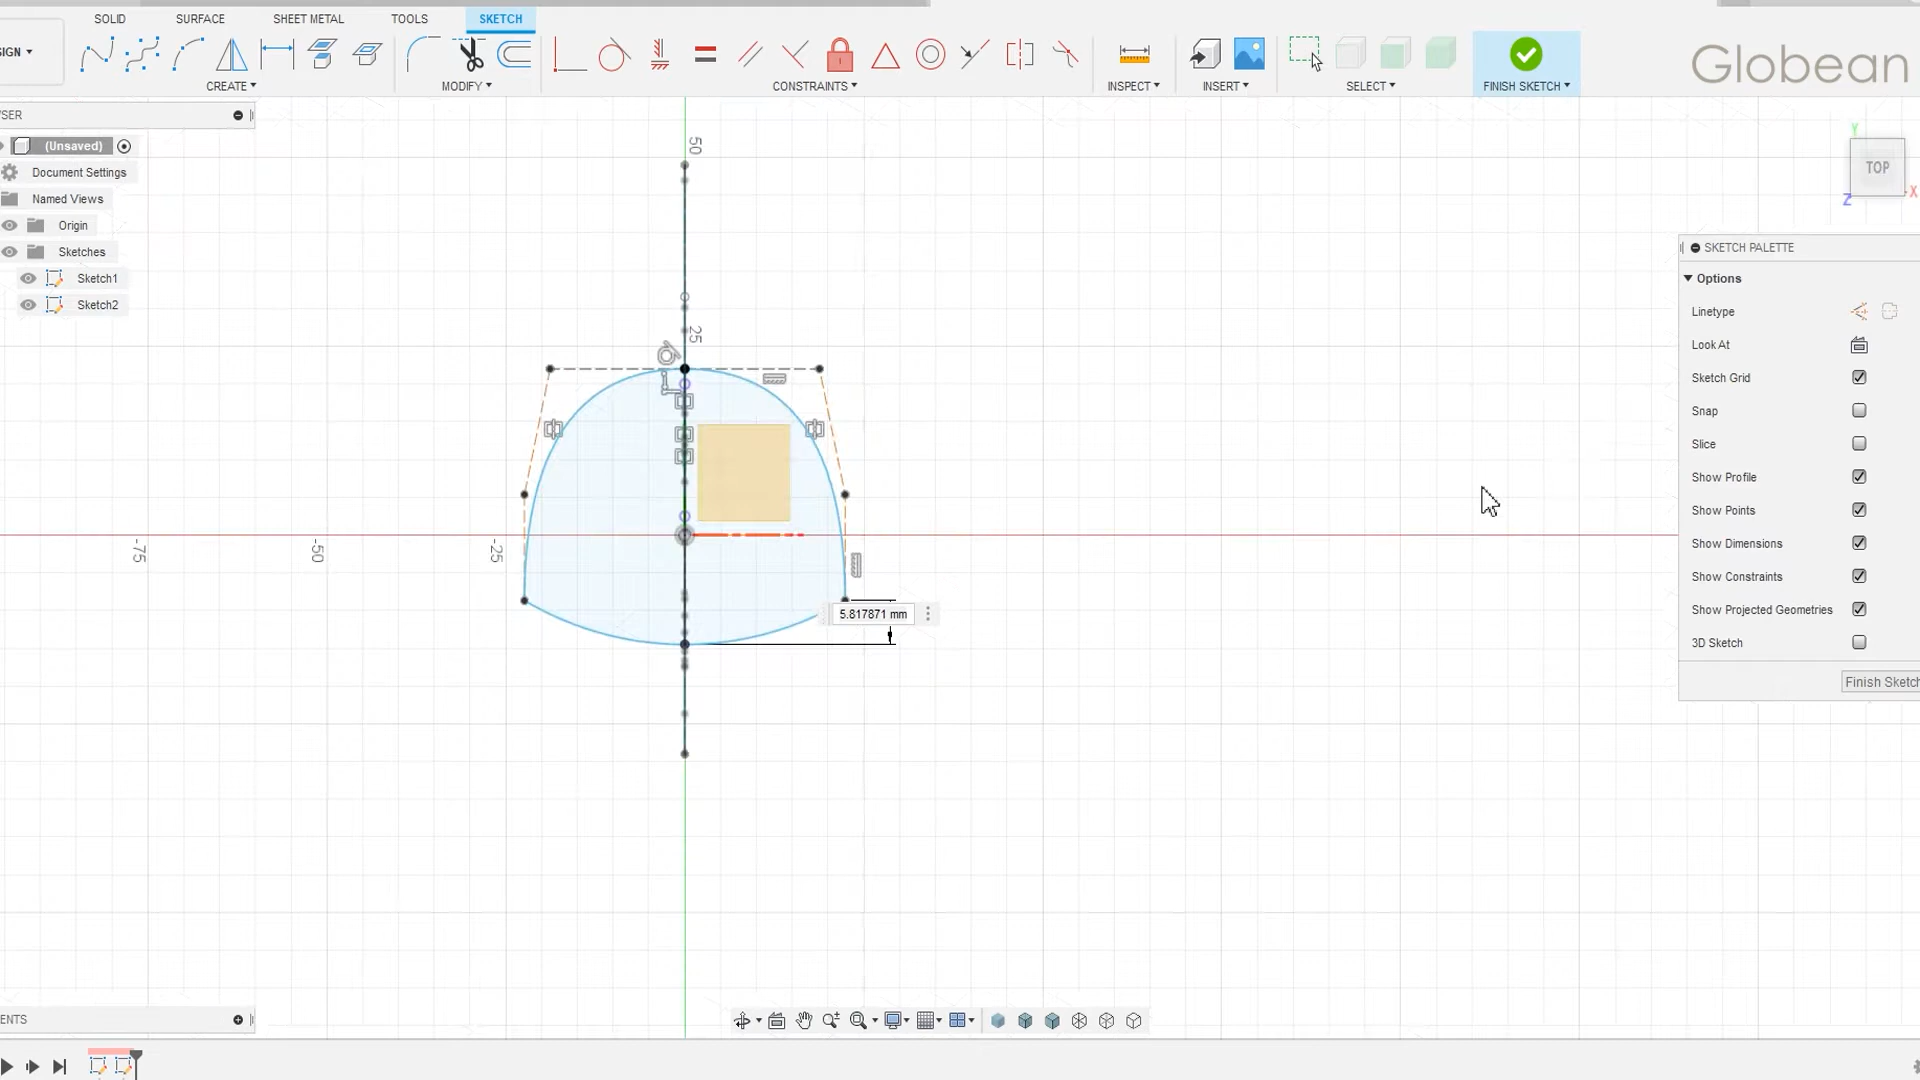 SOLID SURFACE SHEET METAL TOOLS SKETCH
SIGN
CREATE MODIFY CONSTRAINTS INSPECT INSERT SELECT FINISH SKETCH
Globean
SER
(Unsaved)
Document Settings
Named Views
Origin
Sketches
Sketch1
Sketch2
50
25
-75
-50
-25
5.817871 mm
Y
TOP
X
Z
SKETCH PALETTE
Options
Linetype
Look At
Sketch Grid
Snap
Slice
Show Profile
Show Points
Show Dimensions
Show Constraints
Show Projected Geometries
3D Sketch
Finish Sketch
ENTS